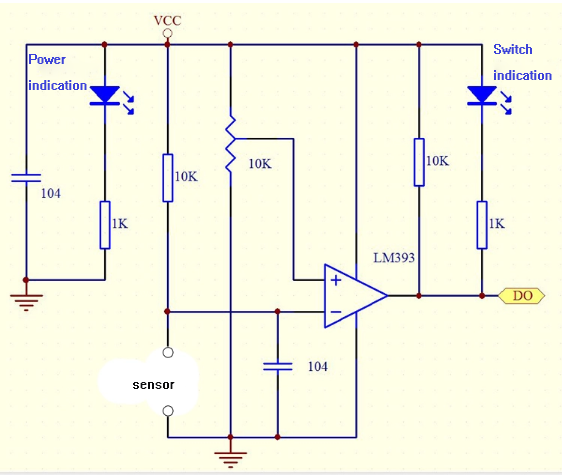 VCC
Power
indication
Switch
indication
10K
10K
10K
104
1K
1K
LM393
+
−
DO
104
sensor